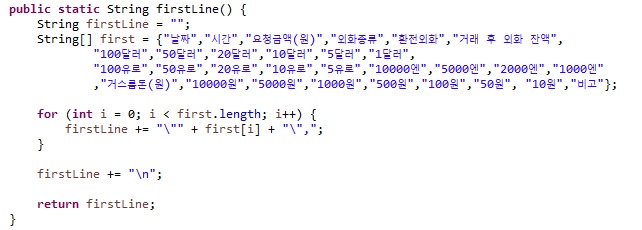 public static String firstLine() {
String firstLine = "";
String[] first = {"날짜","시간","요청금액(원)","외화종류","환전외화","거래 후 외화 잔액",
"100달러","50달러","20달러","10달러","5달러","1달러",
"100유로","50유로","20유로","10유로","5유로","10000엔","5000엔","2000엔","1000엔"
,"거스름돈(원)","10000원","5000원","1000원","500원","100원","50원", "10원","비고"};
for (int i = 0; i < first.length; i++) {
firstLine += "\"" + first[i] + "\",";
}
firstLine += "\n";
return firstLine;
}